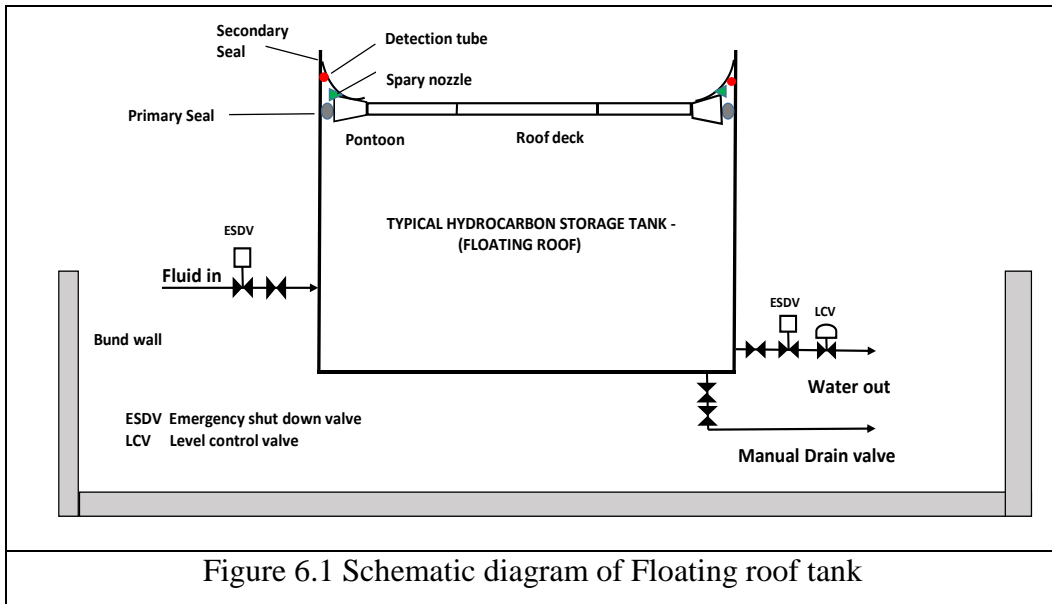 Secondary
Seal
Detection tube
Spary nozzle
Primary Seal
Pontoon
Roof deck
TYPICAL HYDROCARBON STORAGE TANK -
(FLOATING ROOF)
ESDV
Fluid in
Bund wall
ESDV
LCV
Water out
ESDV Emergency shut down valve
LCV Level control valve
Manual Drain valve
Figure 6.1 Schematic diagram of Floating roof tank